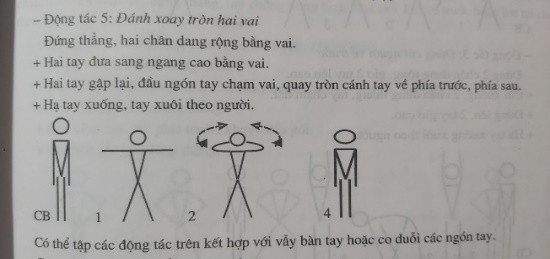 – Động tác 5: Đánh xoay tròn hai vai
Đứng thẳng, hai chân dang rộng bằng vai.
+ Hai tay đưa sang ngang cao bằng vai.
+ Hai tay gập lại, đầu ngón tay chạm vai, quay tròn cánh tay về phía trước, phía sau.
+ Hạ tay xuống, tay xuôi theo người.
CB 1 2 4
Có thể tập các động tác trên kết hợp với vẫy bàn tay hoặc co duỗi các ngón tay.